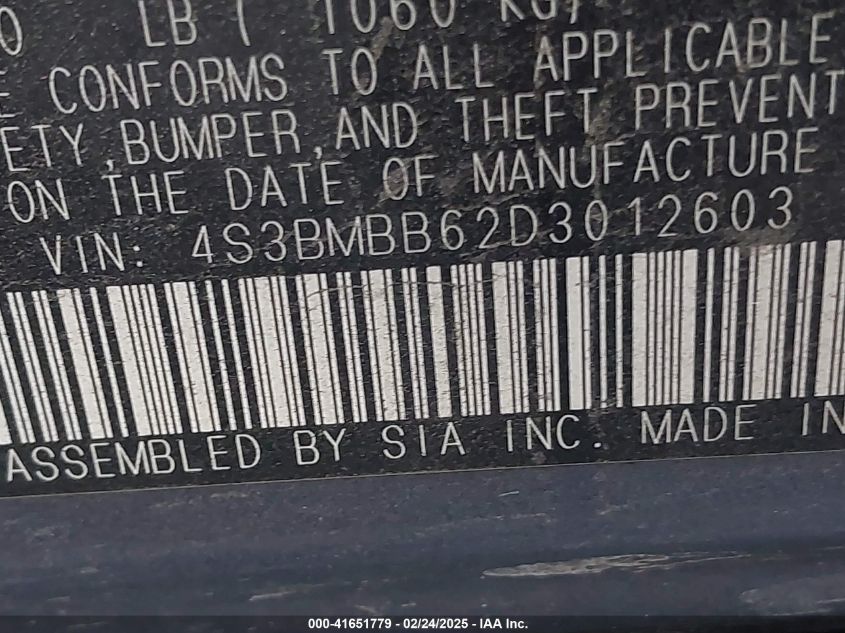 0 LB ( 1060 KG)
E CONFORMS TO ALL APPLICABLE
ETY,BUMPER,AND THEFT PREVENT
ON THE DATE OF MANUFACTURE
VIN: 4S3BMBB62D3012603
ASSEMBLED BY SIA INC. MADE IN
000-41651779 - 02/24/2025 - IAA Inc.